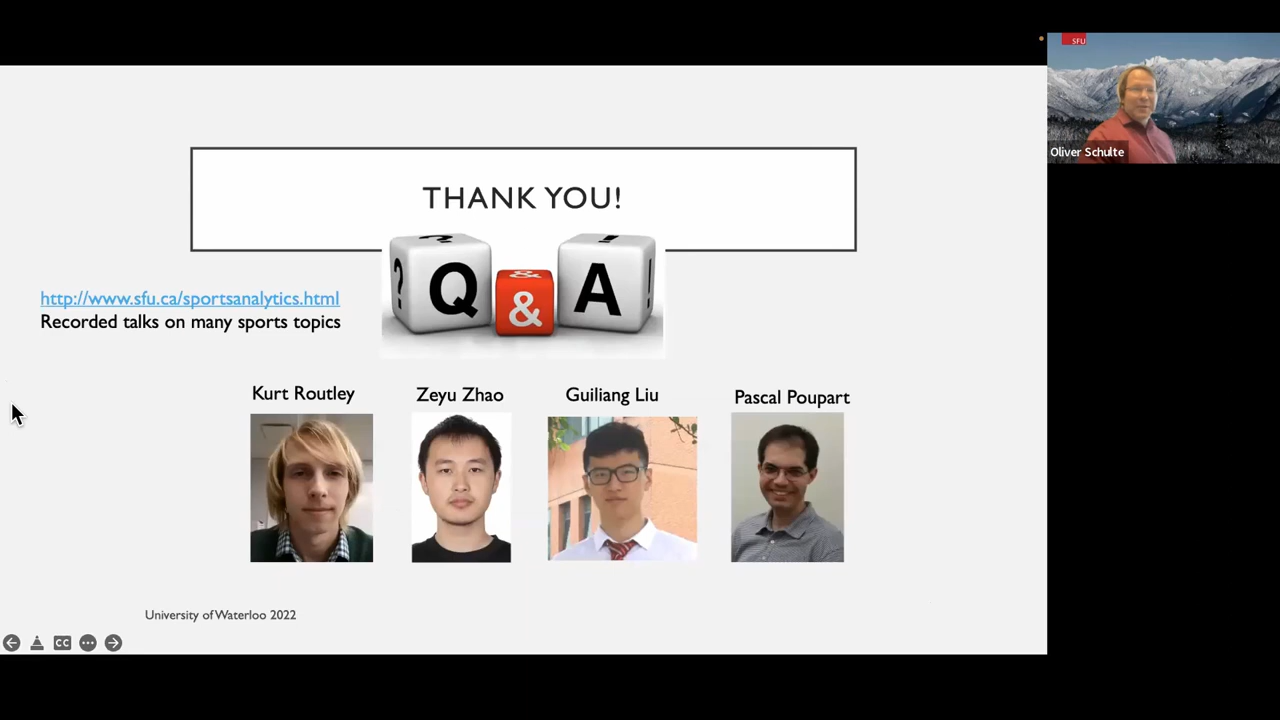 SFU
Oliver Schulte
THANK YOU!
? Q & A !
http://www.sfu.ca/sportsanalytics.html
Recorded talks on many sports topics
Kurt Routley
Zeyu Zhao
Guiliang Liu
Pascal Poupart
University of Waterloo 2022
CC